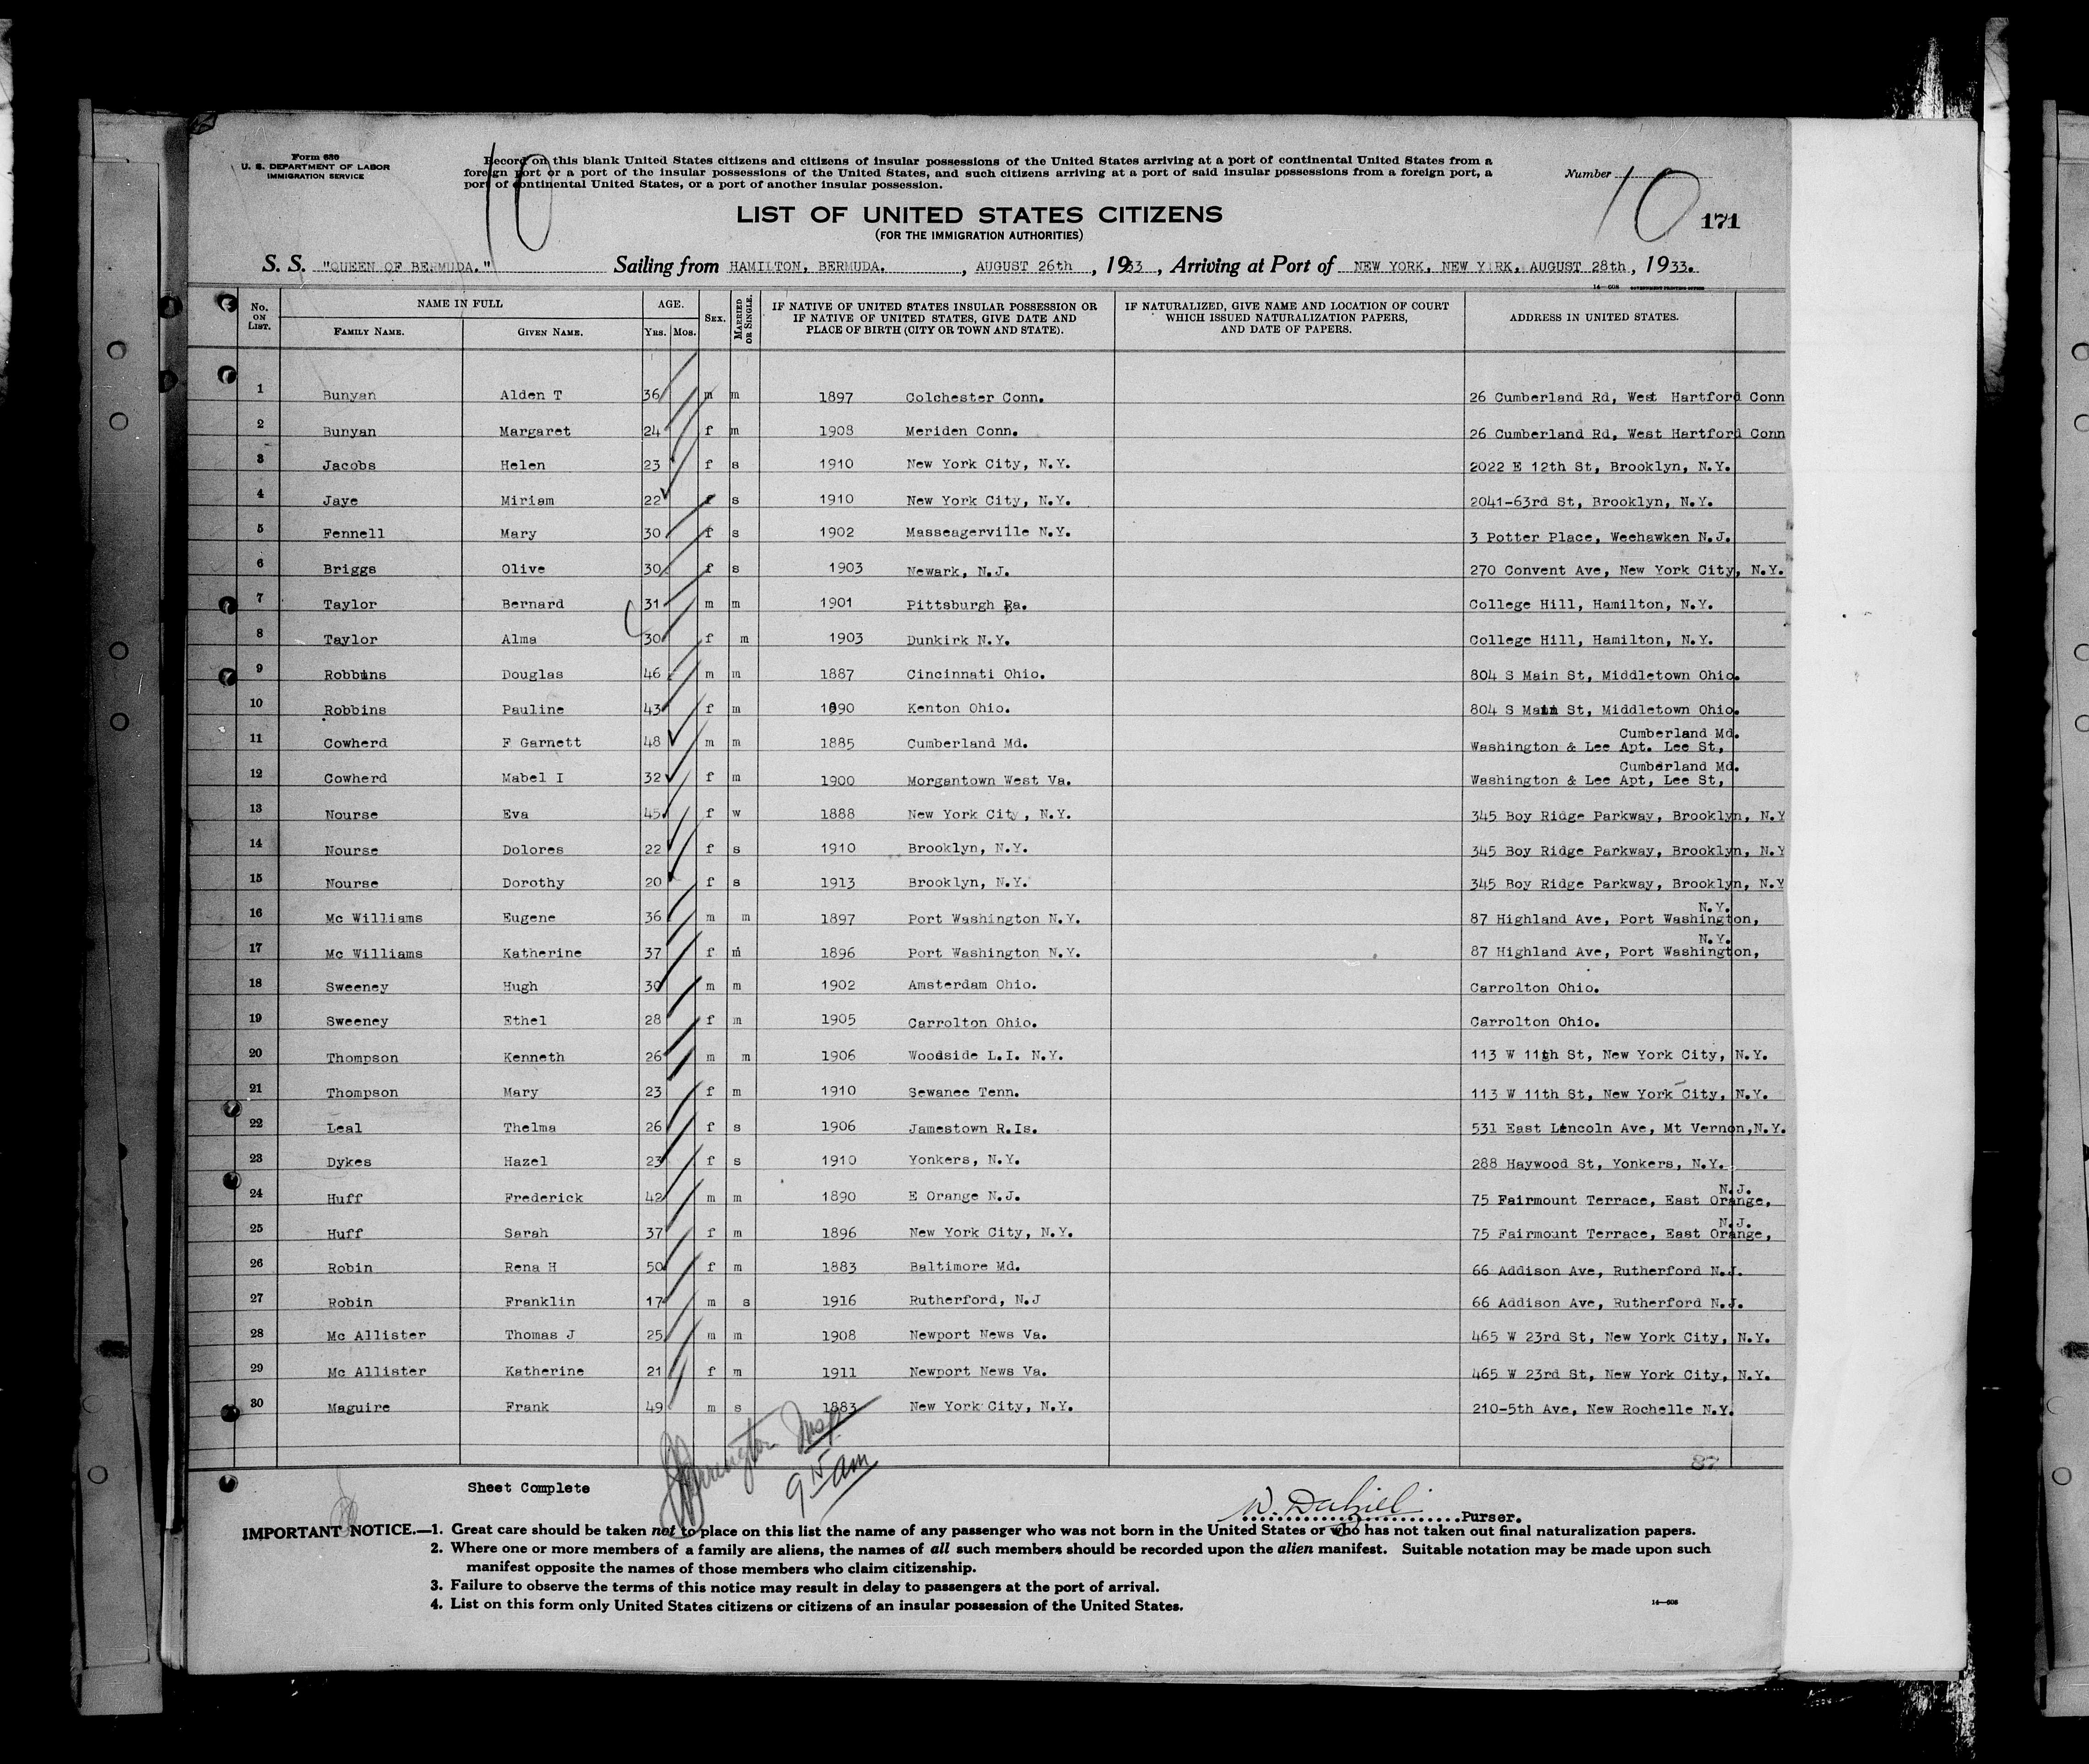 Form 630
U. S. DEPARTMENT OF LABOR
IMMIGRATION SERVICE
Record on this blank United States citizens and citizens of insular possessions of the United States arriving at a port of continental United States from a
foreign port or a port of the insular possessions of the United States, and such citizens arriving at a port of said insular possessions from a foreign port, a
port of continental United States, or a port of another insular possession.
10
Number 10
171
LIST OF UNITED STATES CITIZENS
(FOR THE IMMIGRATION AUTHORITIES)
S. S. "QUEEN OF BERMUDA." Sailing from HAMILTON, BERMUDA. , AUGUST 26th , 1933 , Arriving at Port of NEW YORK, NEW YORK, AUGUST 28th , 1933.
14—608 GOVERNMENT PRINTING OFFICE
No. ON LIST. NAME IN FULL FAMILY NAME. GIVEN NAME. AGE. YRS. MOS. SEX. MARRIED OR SINGLE. IF NATIVE OF UNITED STATES INSULAR POSSESSION OR IF NATIVE OF UNITED STATES, GIVE DATE AND PLACE OF BIRTH (CITY OR TOWN AND STATE). IF NATURALIZED, GIVE NAME AND LOCATION OF COURT WHICH ISSUED NATURALIZATION PAPERS, AND DATE OF PAPERS. ADDRESS IN UNITED STATES.
1 Bunyan Alden T 36 m m 1897 Colchester Conn. 26 Cumberland Rd, West Hartford Conn
2 Bunyan Margaret 24 f m 1908 Meriden Conn. 26 Cumberland Rd, West Hartford Conn
3 Jacobs Helen 23 f s 1910 New York City, N.Y. 2022 E 12th St, Brooklyn, N.Y.
4 Jaye Miriam 22 f s 1910 New York City, N.Y. 2041-63rd St, Brooklyn, N.Y.
5 Fennell Mary 30 f s 1902 Masseagerville N.Y. 3 Potter Place, Weehawken N.J.
6 Briggs Olive 30 f s 1903 Newark, N.J. 270 Convent Ave, New York City, N.Y.
7 Taylor Bernard 31 m m 1901 Pittsburgh Pa. College Hill, Hamilton, N.Y.
8 Taylor Alma 30 f m 1903 Dunkirk N.Y. College Hill, Hamilton, N.Y.
9 Robbins Douglas 46 m m 1887 Cincinnati Ohio. 804 S Main St, Middletown Ohio.
10 Robbins Pauline 43 f m 1890 Kenton Ohio. 804 S Main St, Middletown Ohio.
11 Cowherd F Garnett 48 m m 1885 Cumberland Md. Washington & Lee Apt. Lee St, Cumberland Md.
12 Cowherd Mabel I 32 f m 1900 Morgantown West Va. Washington & Lee Apt, Lee St, Cumberland Md.
13 Nourse Eva 45 f w 1888 New York City, N.Y. 345 Boy Ridge Parkway, Brooklyn, N.Y
14 Nourse Dolores 22 f s 1910 Brooklyn, N.Y. 345 Boy Ridge Parkway, Brooklyn, N.Y
15 Nourse Dorothy 20 f s 1913 Brooklyn, N.Y. 345 Boy Ridge Parkway, Brooklyn, N.Y
16 Mc Williams Eugene 36 m m 1897 Port Washington N.Y. 87 Highland Ave, Port Washington, N.Y.
17 Mc Williams Katherine 37 f m 1896 Port Washington N.Y. 87 Highland Ave, Port Washington, N.Y.
18 Sweeney Hugh 30 m m 1902 Amsterdam Ohio. Carrolton Ohio.
19 Sweeney Ethel 28 f m 1905 Carrolton Ohio. Carrolton Ohio.
20 Thompson Kenneth 26 m m 1906 Woodside L.I. N.Y. 113 W 11th St, New York City, N.Y.
21 Thompson Mary 23 f m 1910 Sewanee Tenn. 113 W 11th St, New York City, N.Y.
22 Leal Thelma 26 f s 1906 Jamestown R.Is. 531 East Lincoln Ave, Mt Vernon,N.Y.
23 Dykes Hazel 23 f s 1910 Yonkers, N.Y. 288 Haywood St, Yonkers, N.Y.
24 Huff Frederick 42 m m 1890 E Orange N.J. 75 Fairmount Terrace, East Orange, N.J.
25 Huff Sarah 37 f m 1896 New York City, N.Y. 75 Fairmount Terrace, East Orange, N.J.
26 Robin Rena H 50 f m 1883 Baltimore Md. 66 Addison Ave, Rutherford N.J.
27 Robin Franklin 17 m s 1916 Rutherford, N.J 66 Addison Ave, Rutherford N.J.
28 Mc Allister Thomas J 25 m m 1908 Newport News Va. 465 W 23rd St, New York City, N.Y.
29 Mc Allister Katherine 21 f m 1911 Newport News Va. 465 W 23rd St, New York City, N.Y.
30 Maguire Frank 49 m s 1883 New York City, N.Y. 210-5th Ave, New Rochelle N.Y.
87
Insp
9 15 am
Sheet Complete
W. Dalziel Purser.
IMPORTANT NOTICE.—1. Great care should be taken not to place on this list the name of any passenger who was not born in the United States or who has not taken out final naturalization papers.
2. Where one or more members of a family are aliens, the names of all such members should be recorded upon the alien manifest. Suitable notation may be made upon such
manifest opposite the names of those members who claim citizenship.
3. Failure to observe the terms of this notice may result in delay to passengers at the port of arrival.
4. List on this form only United States citizens or citizens of an insular possession of the United States.
14—608